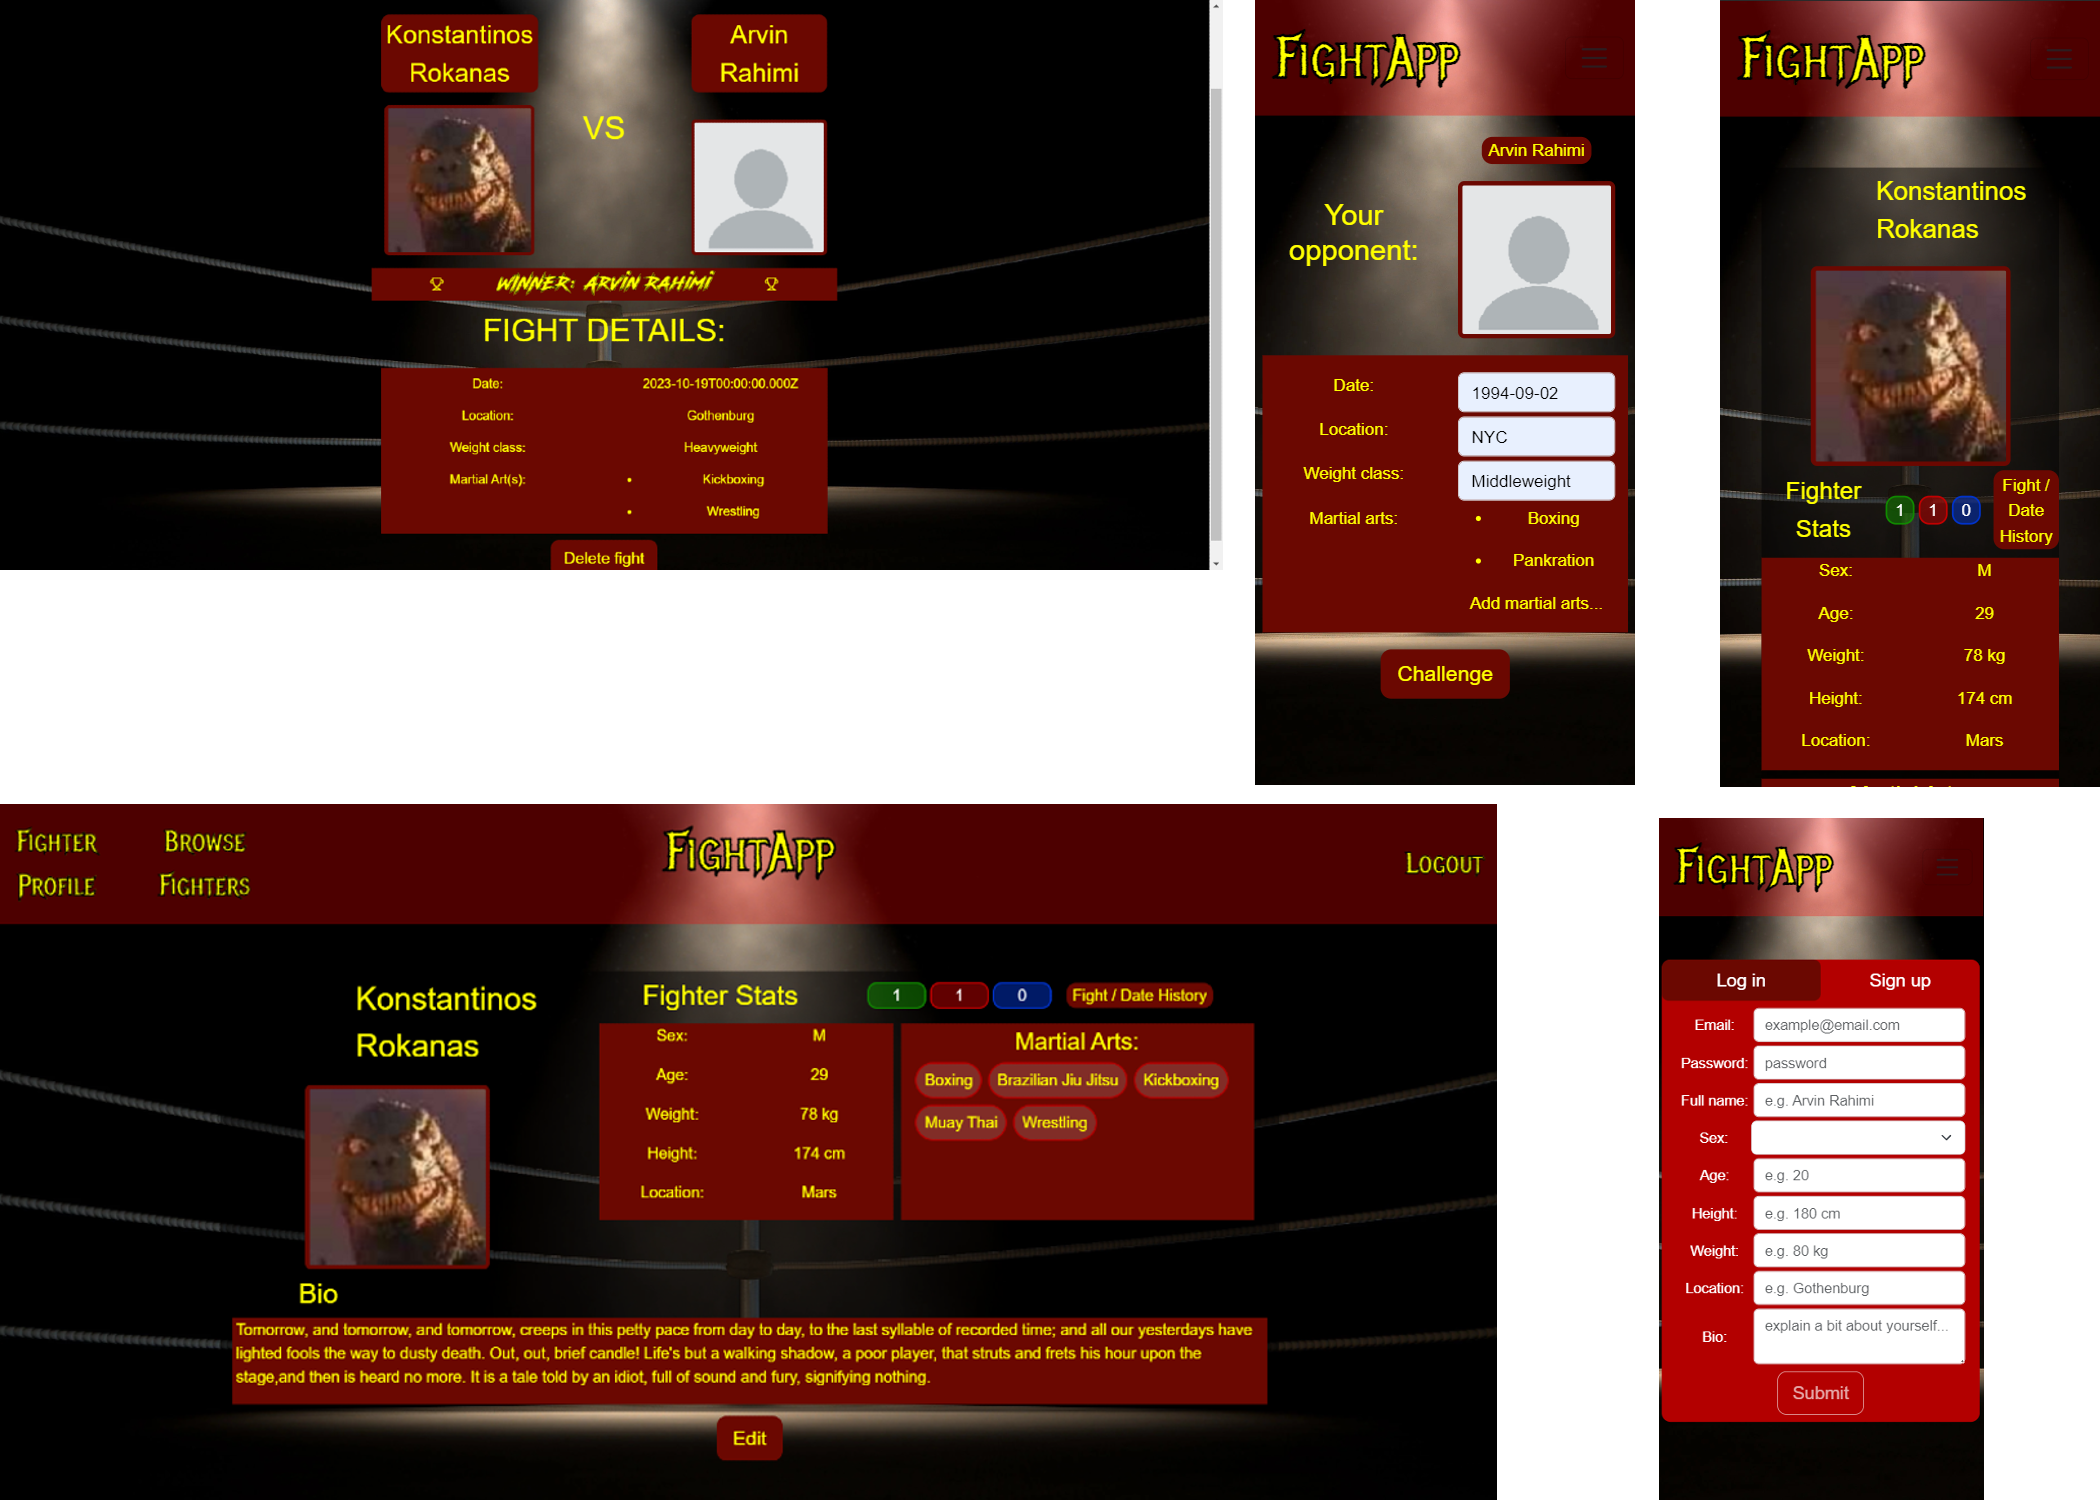 Konstantinos
Rokanas
Arvin
Rahimi
VS
WINNER: ARVIN RAHIMI
FIGHT DETAILS:
Date: 2023-10-19T00:00:00.000Z
Location: Gothenburg
Weight class: Heavyweight
Martial Art(s): • Kickboxing
• Wrestling
Delete fight
FIGHTAPP
Arvin Rahimi
Your
opponent:
Date: 1994-09-02
Location: NYC
Weight class: Middleweight
Martial arts: • Boxing
• Pankration
Add martial arts...
Challenge
FIGHTAPP
Konstantinos
Rokanas
Fighter
Stats
1 1 0
Fight /
Date
History
Sex: M
Age: 29
Weight: 78 kg
Height: 174 cm
Location: Mars
FIGHTER
PROFILE
BROWSE
FIGHTERS
FIGHTAPP
LOGOUT
Konstantinos
Rokanas
Fighter Stats 1 1 0 Fight / Date History
Sex: M
Age: 29
Weight: 78 kg
Height: 174 cm
Location: Mars
Martial Arts:
Boxing Brazilian Jiu Jitsu Kickboxing
Muay Thai Wrestling
Bio
Tomorrow, and tomorrow, and tomorrow, creeps in this petty pace from day to day, to the last syllable of recorded time; and all our yesterdays have
lighted fools the way to dusty death. Out, out, brief candle! Life's but a walking shadow, a poor player, that struts and frets his hour upon the
stage,and then is heard no more. It is a tale told by an idiot, full of sound and fury, signifying nothing.
Edit
FIGHTAPP
Log in Sign up
Email: example@email.com
Password: password
Full name: e.g. Arvin Rahimi
Sex:
Age: e.g. 20
Height: e.g. 180 cm
Weight: e.g. 80 kg
Location: e.g. Gothenburg
Bio: explain a bit about yourself...
Submit